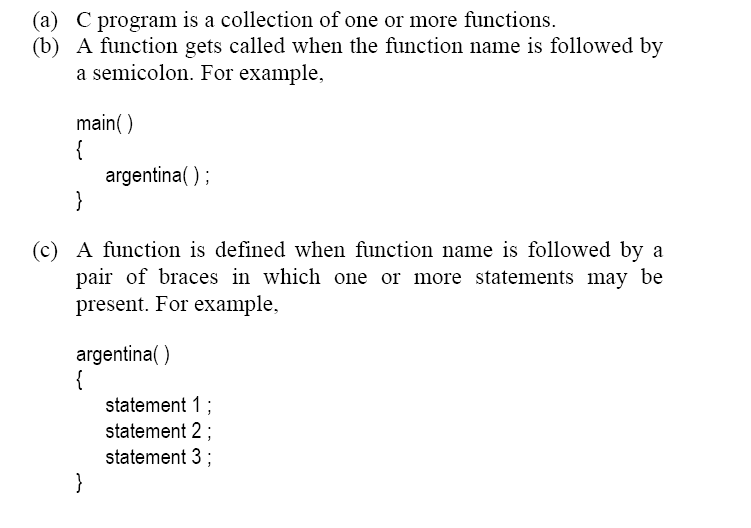 (a) C program is a collection of one or more functions.
(b) A function gets called when the function name is followed by
a semicolon. For example,
main( )
{
argentina( ) ;
}
(c) A function is defined when function name is followed by a
pair of braces in which one or more statements may be
present. For example,
argentina( )
{
statement 1 ;
statement 2 ;
statement 3 ;
}